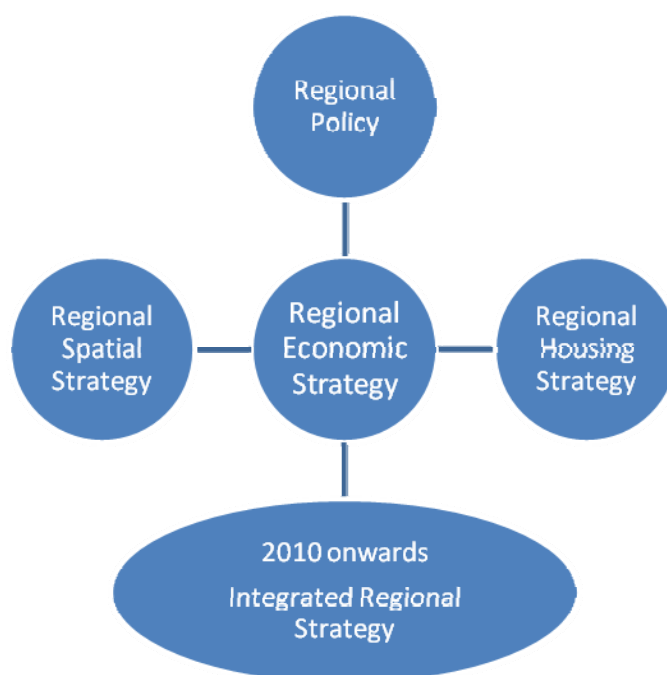 Regional
Policy
Regional
Spatial
Strategy
Regional
Economic
Strategy
Regional
Housing
Strategy
2010 onwards
Integrated Regional
Strategy